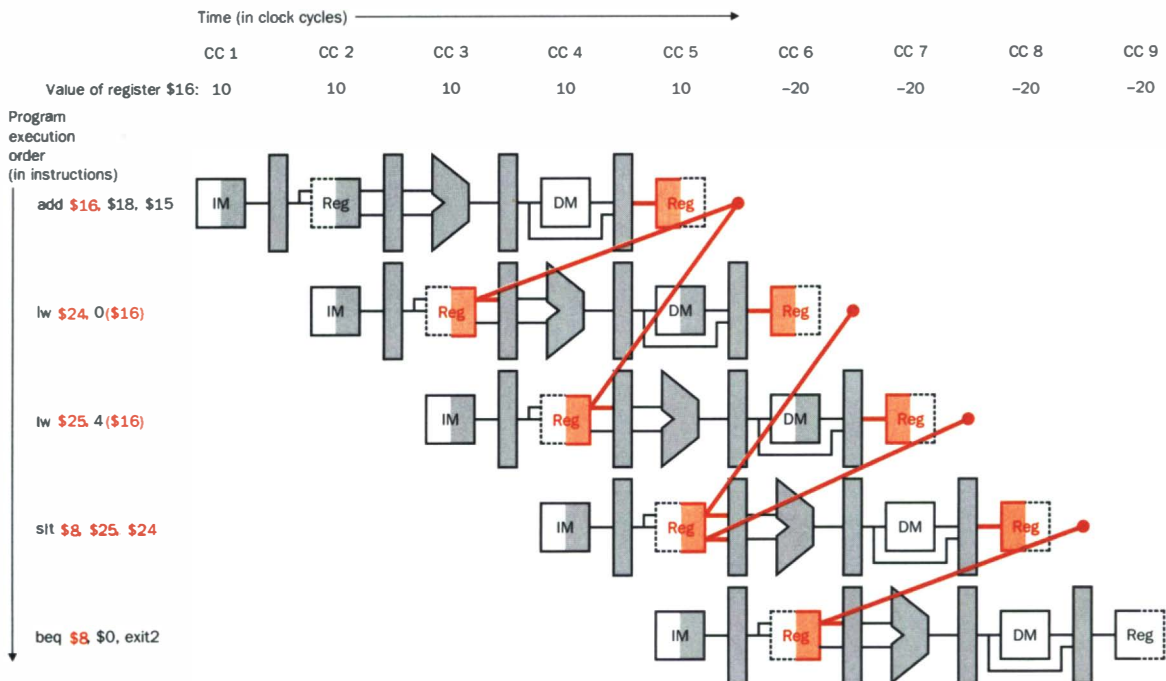 Time (in clock cycles)
CC 1 CC 2 CC 3 CC 4 CC 5 CC 6 CC 7 CC 8 CC 9
Value of register $16: 10 10 10 10 10 –20 –20 –20 –20
Program
execution
order
(in instructions)
add $16, $18, $15
IM Reg DM Reg
lw $24, 0($16)
IM Reg DM Reg
lw $25, 4($16)
IM Reg DM Reg
slt $8, $25, $24
IM Reg DM Reg
beq $8, $0, exit2
IM Reg DM Reg